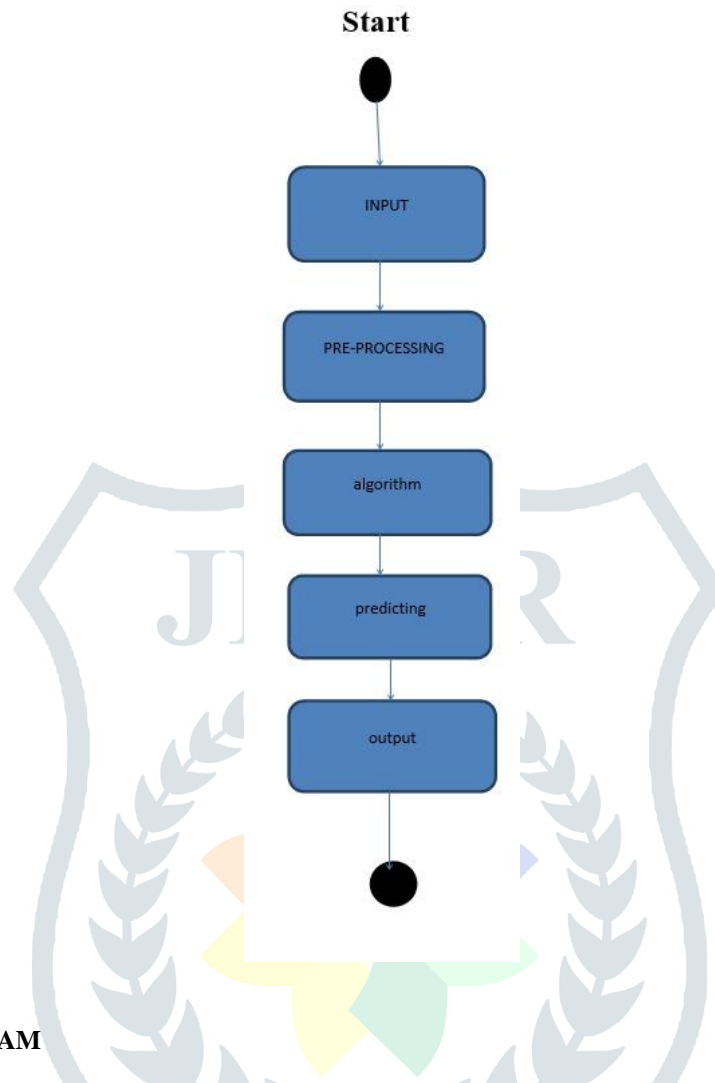 Start
INPUT
PRE-PROCESSING
algorithm
predicting
output
AM